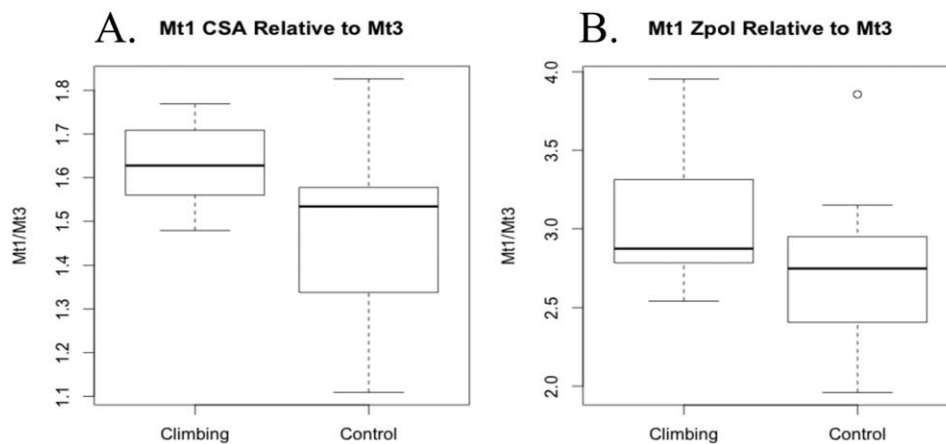 A. Mt1 CSA Relative to Mt3
Mt1/Mt3
1.8
1.7
1.6
1.5
1.4
1.3
1.2
1.1
Climbing Control
B. Mt1 Zpol Relative to Mt3
Mt1/Mt3
4.0
3.5
3.0
2.5
2.0
Climbing Control